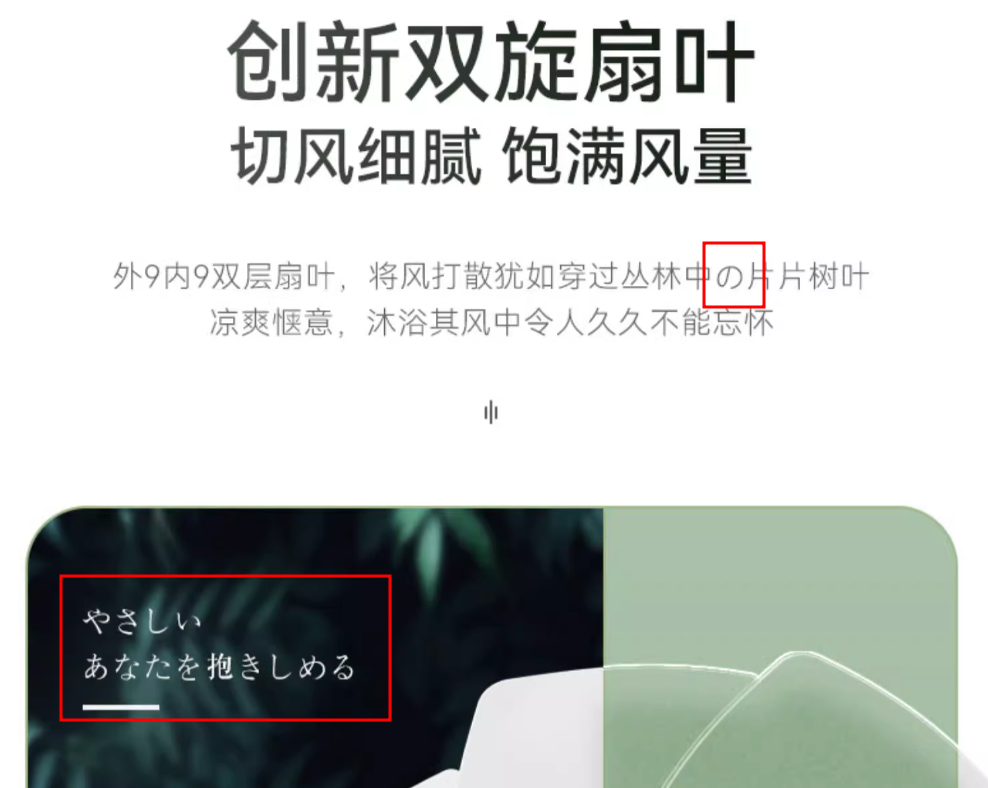 创新双旋扇叶
切风细腻 饱满风量
外9内9双层扇叶，将风打散犹如穿过丛林中の片片树叶
凉爽惬意，沐浴其风中令人久久不能忘怀
やさしい
あなたを抱きしめる